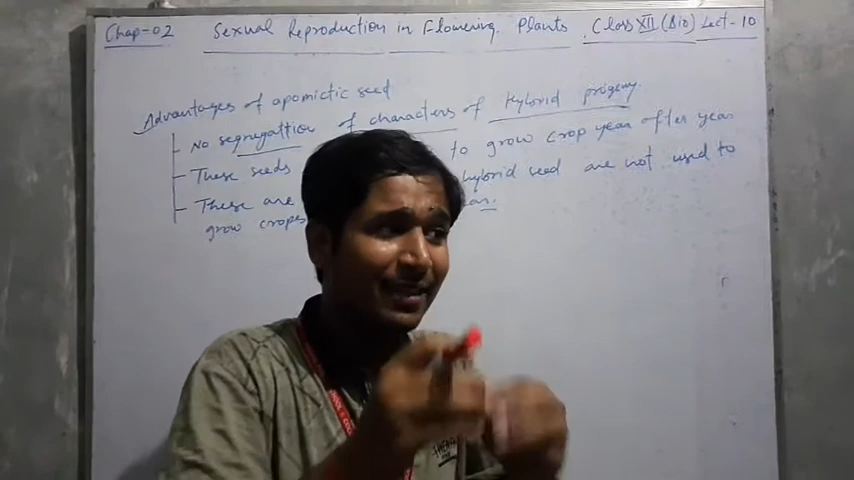 Chap-02 Sexual Reproduction in Flowering Plants. Class XII (Bio) Lect-10
Advantages of apomictic seed
No segregattion of characters of Hybrid progeny.
These seeds to grow crop year after year
These are hybrid seed are not used to
grow cropes